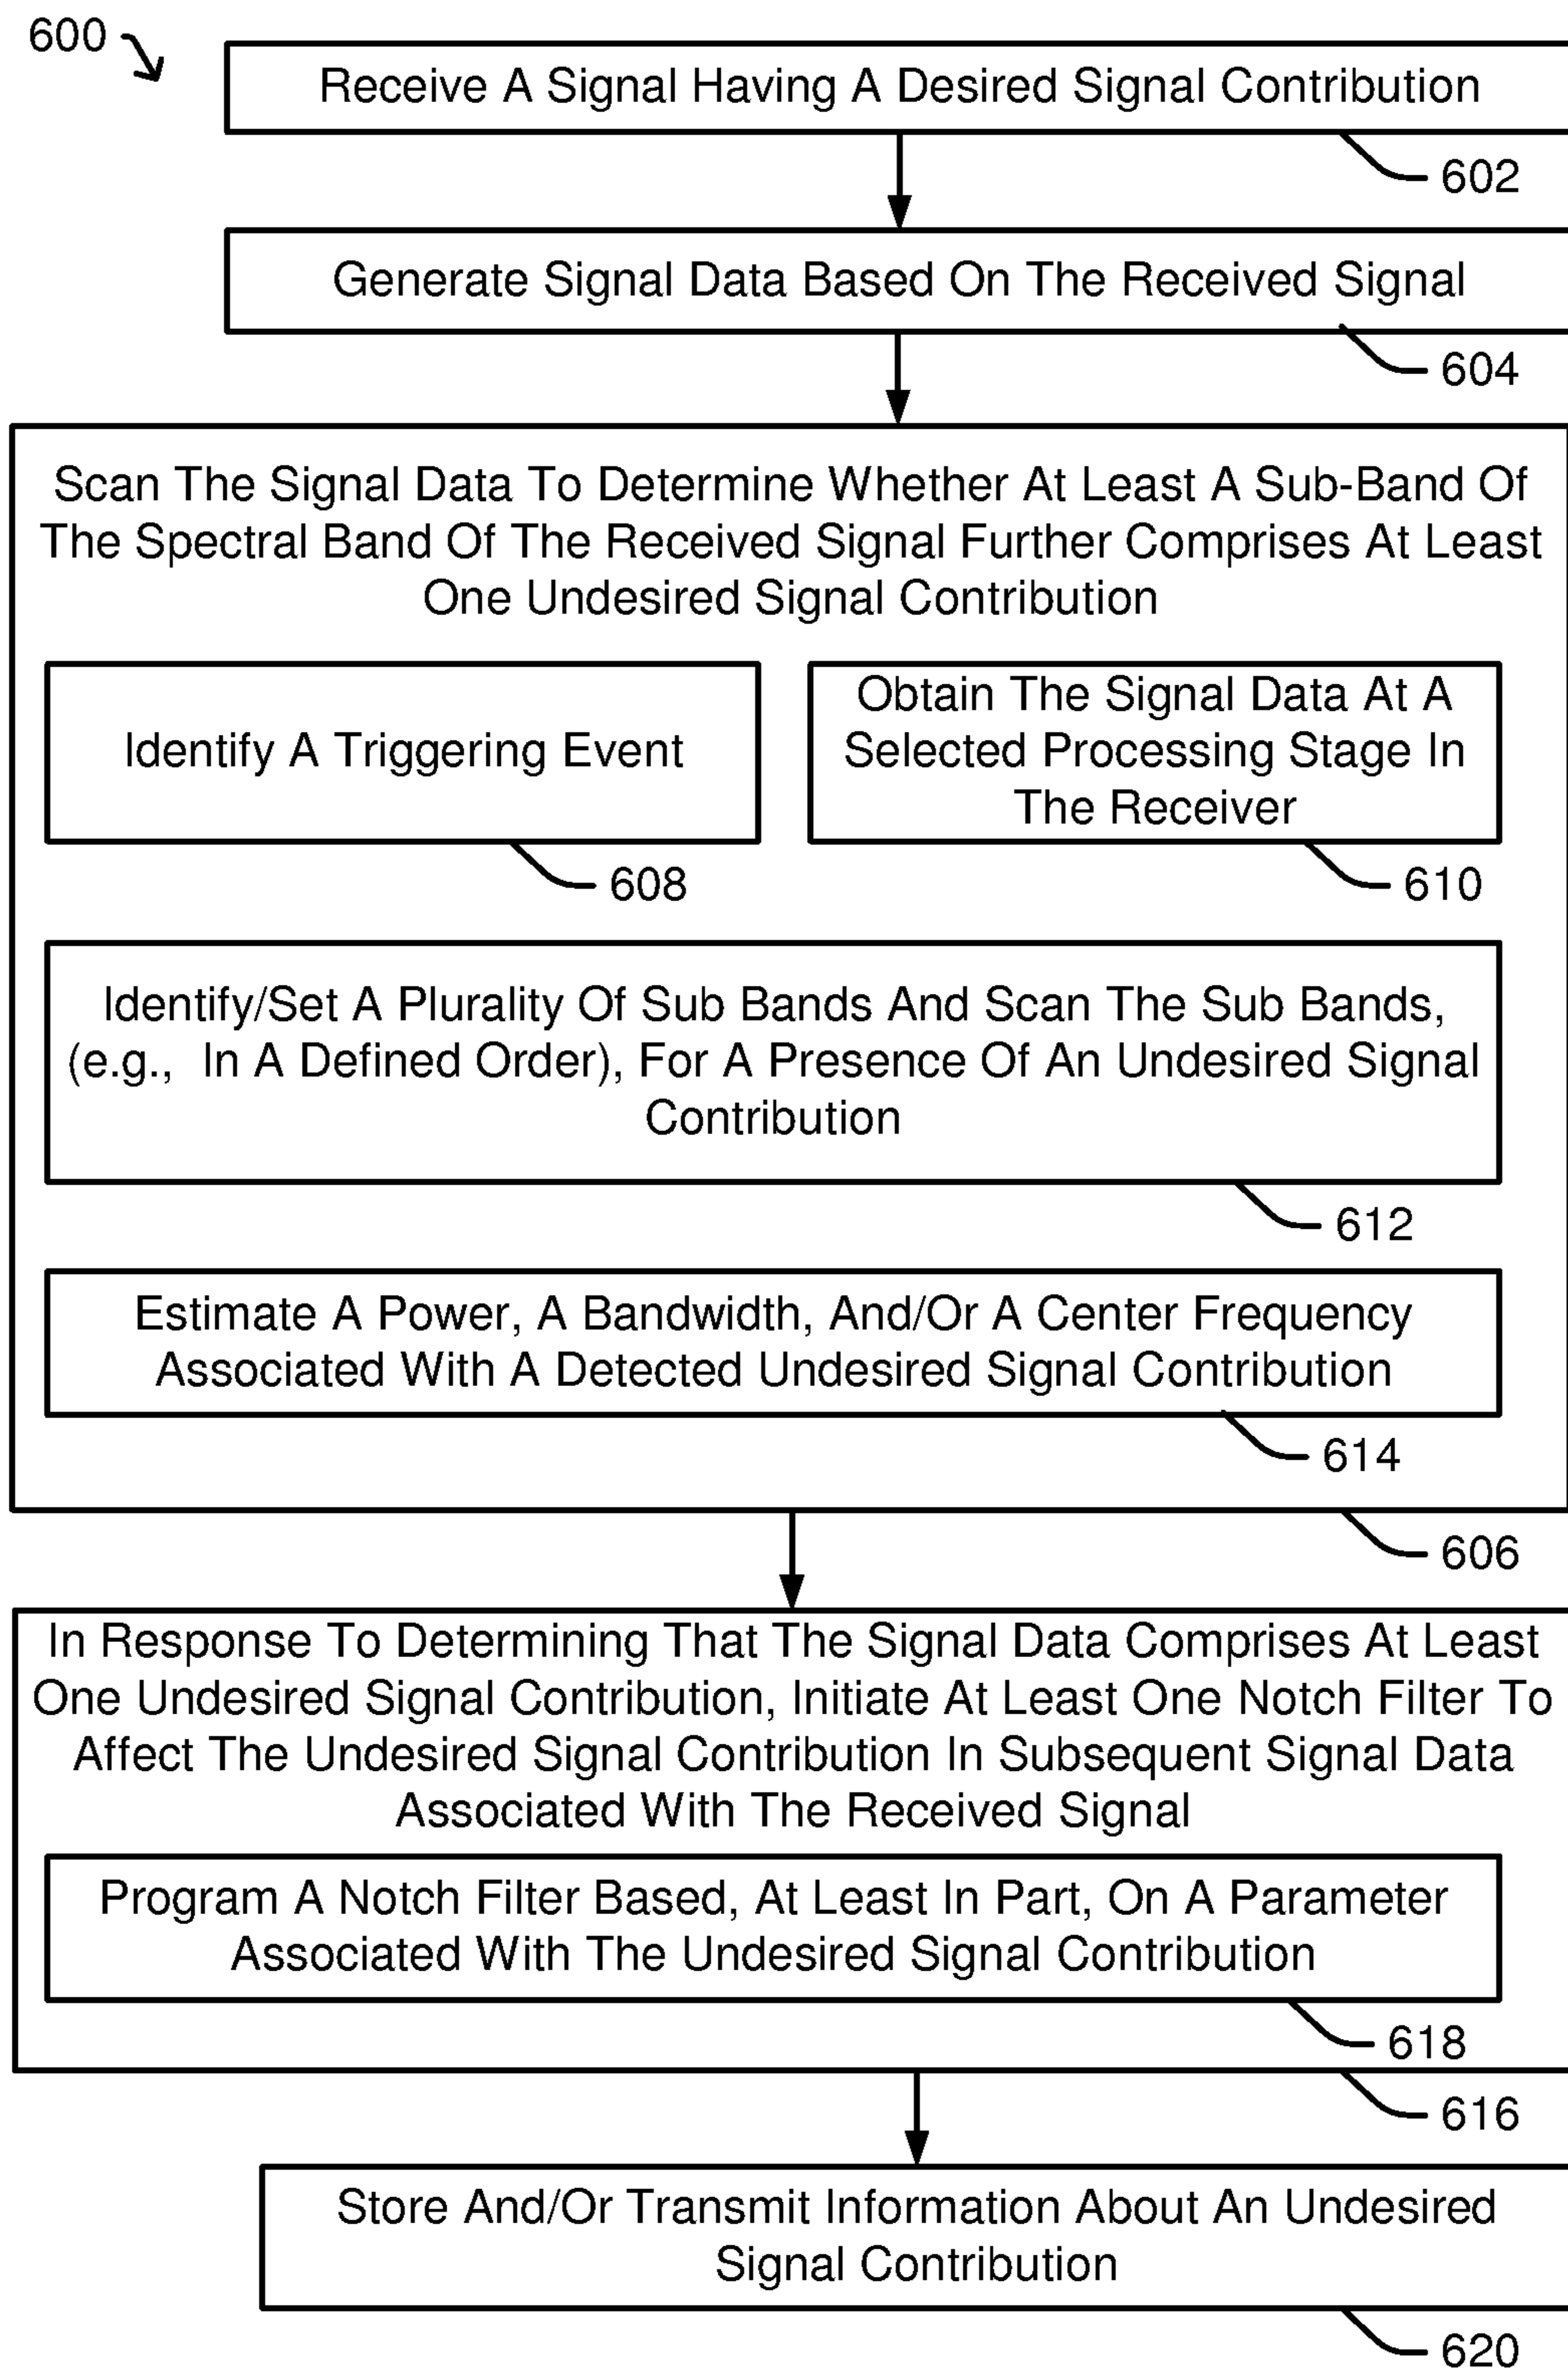 600
Receive A Signal Having A Desired Signal Contribution
602
Generate Signal Data Based On The Received Signal
604
Scan The Signal Data To Determine Whether At Least A Sub-Band Of
The Spectral Band Of The Received Signal Further Comprises At Least
One Undesired Signal Contribution
Identify A Triggering Event
608
Obtain The Signal Data At A
Selected Processing Stage In
The Receiver
610
Identify/Set A Plurality Of Sub Bands And Scan The Sub Bands,
(e.g., In A Defined Order), For A Presence Of An Undesired Signal
Contribution
612
Estimate A Power, A Bandwidth, And/Or A Center Frequency
Associated With A Detected Undesired Signal Contribution
614
606
In Response To Determining That The Signal Data Comprises At Least
One Undesired Signal Contribution, Initiate At Least One Notch Filter To
Affect The Undesired Signal Contribution In Subsequent Signal Data
Associated With The Received Signal
Program A Notch Filter Based, At Least In Part, On A Parameter
Associated With The Undesired Signal Contribution
618
616
Store And/Or Transmit Information About An Undesired
Signal Contribution
620